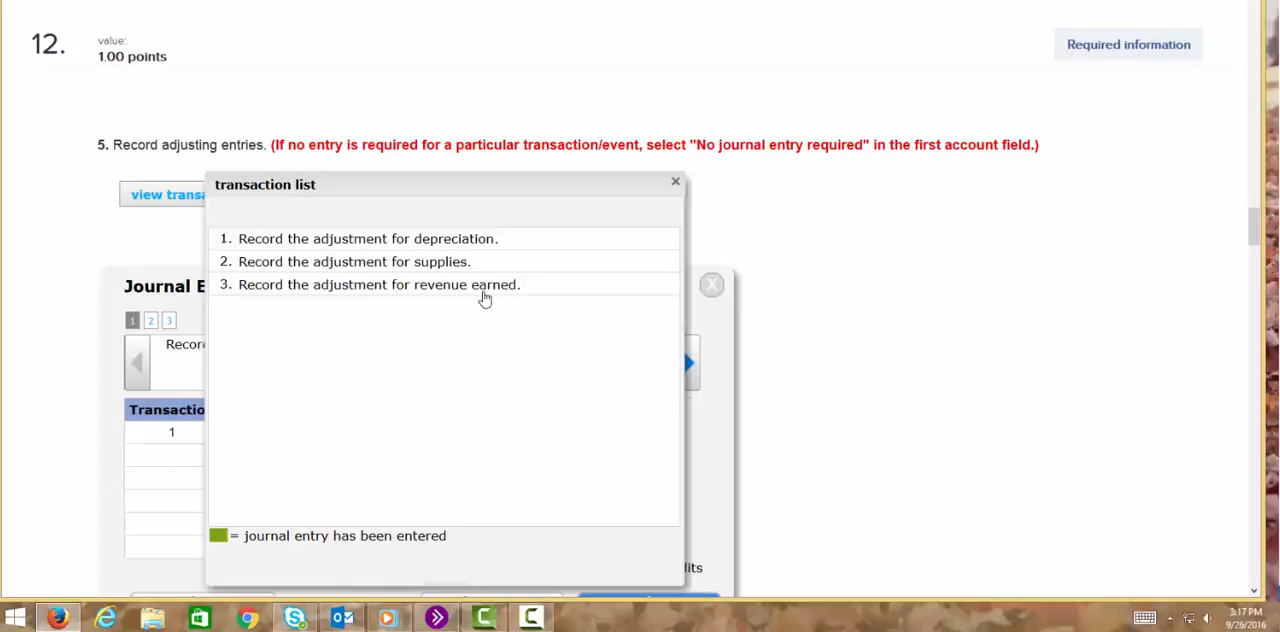 12.
value:
1.00 points
Required information
5. Record adjusting entries. (If no entry is required for a particular transaction/event, select "No journal entry required" in the first account field.)
view transa
transaction list
1. Record the adjustment for depreciation.
2. Record the adjustment for supplies.
3. Record the adjustment for revenue earned.
Journal E
X
1 2 3
Recor
Transactio
1
= journal entry has been entered
lits
3:17 PM
9/26/2016